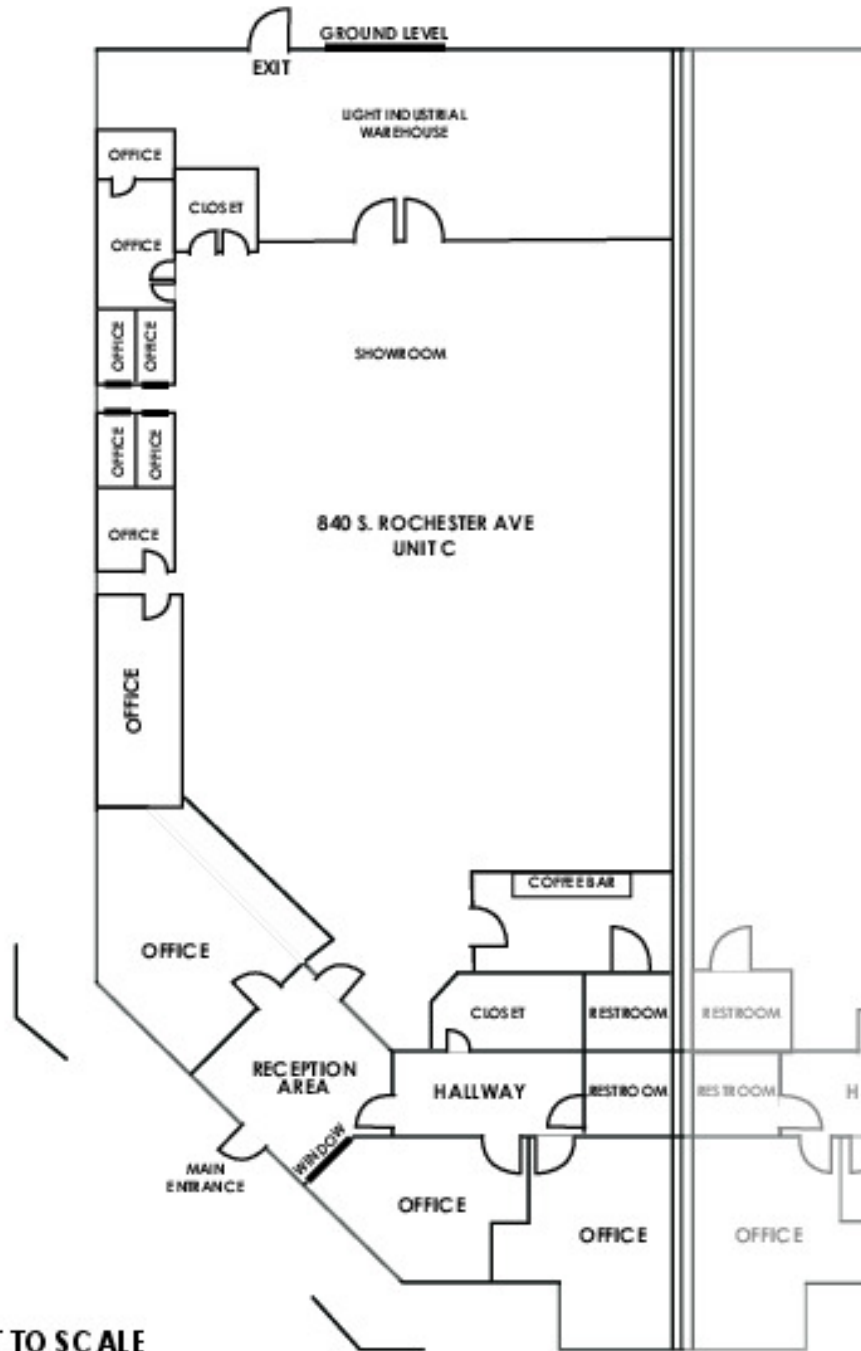 GROUND LEVEL
EXIT
LIGHT INDUSTRIAL
WAREHOUSE
OFFICE
CLOSET
OFFICE
OFFICE
OFFICE
SHOWROOM
OFFICE
OFFICE
840 S. ROCHESTER AVE
UNIT C
OFFICE
OFFICE
COFFEE BAR
OFFICE
CLOSET
RESTROOM
RESTROOM
RECEPTION
AREA
HALLWAY
RESTROOM
RESTROOM
H
WINDOW
MAIN
ENTRANCE
OFFICE
OFFICE
OFFICE
TO SCALE